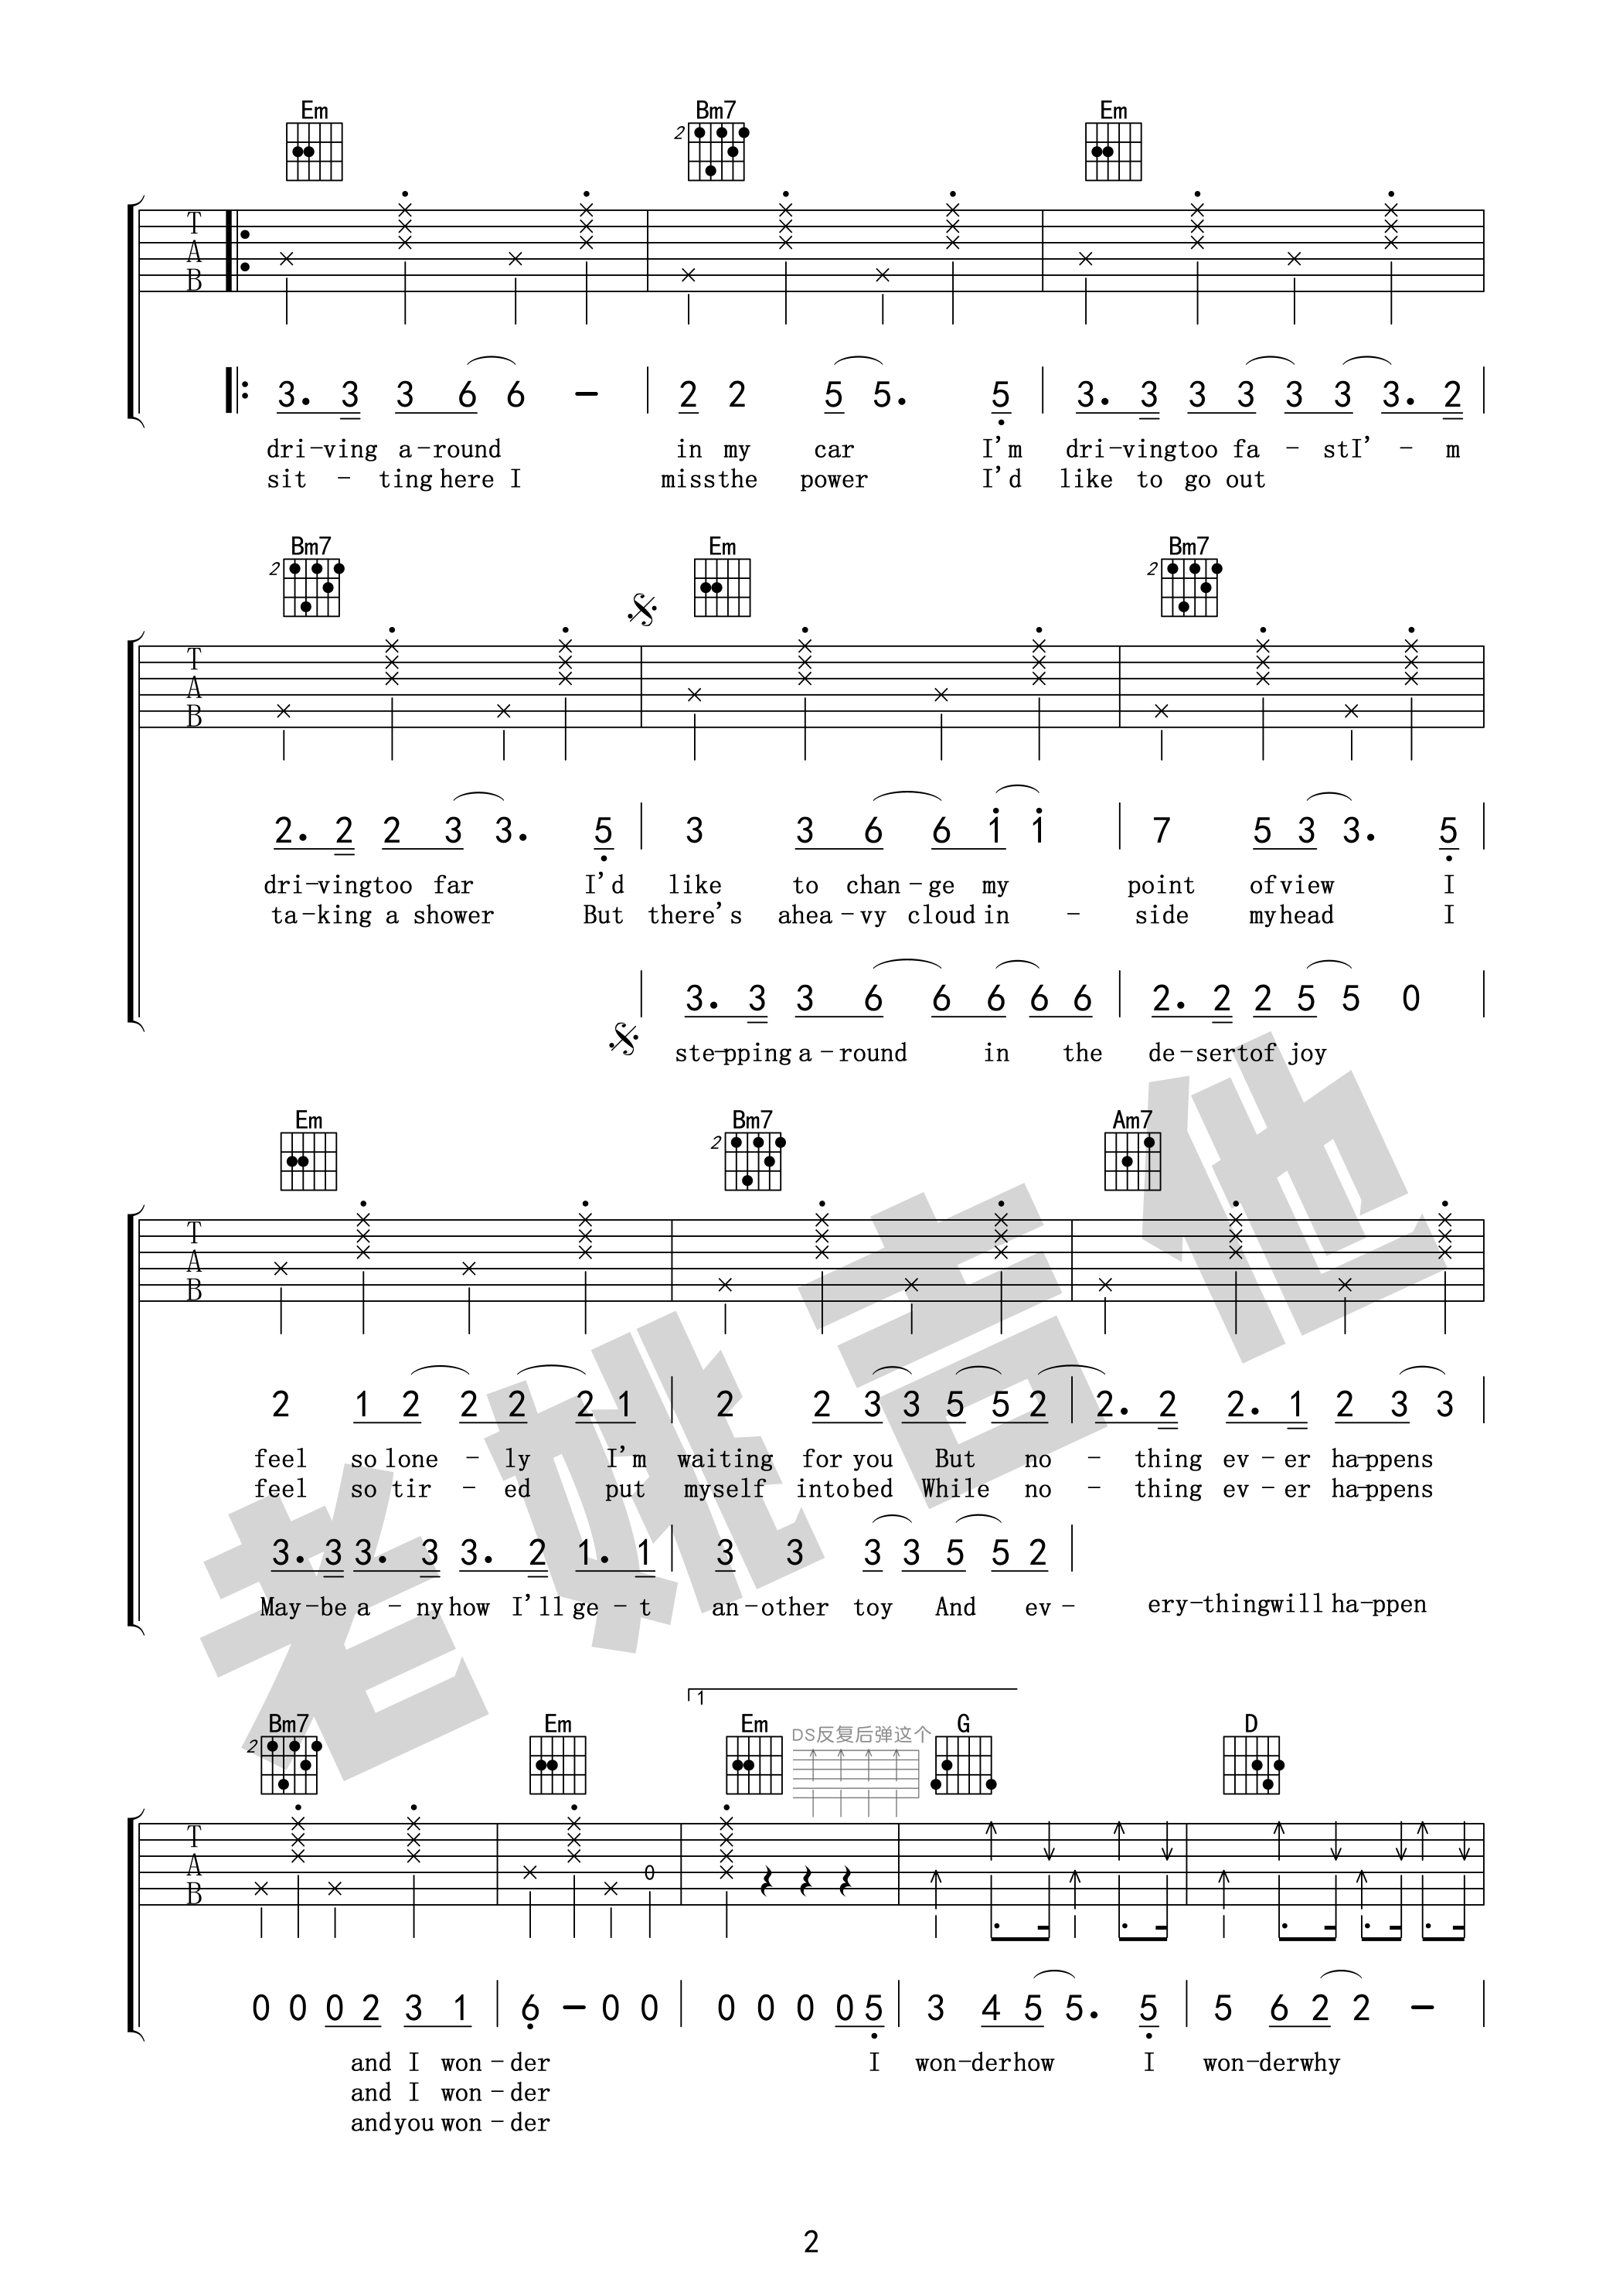 Em Bm7 Em
2
T
A
B
3. 3 3 6 6 - 2 2 5 5. 5 3. 3 3 3 3 3 3. 2
dri-ving a-round in my car I'm dri-vingtoo fa - stI' - m
sit - ting here I missthe power I'd like to go out
Bm7 Em Bm7
2 2
T
A
B
2. 2 2 3 3. 5 3 3 6 6 1 1 7 5 3 3. 5
dri-vingtoo far I'd like to chan-ge my point ofview I
ta-king a shower But there's ahea-vy cloud in - side myhead I
3. 3 3 6 6 6 6 6 2. 2 2 5 5 0
ste-pping a-round in the de-sertof joy
Em Bm7 Am7
2
T
A
B
2 1 2 2 2 2 1 2 2 3 3 5 5 2 2. 2 2. 1 2 3 3
feel so lone - ly I'm waiting for you But no - thing ev-er ha-ppens
feel so tir - ed put myself intobed While no - thing ev-er ha-ppens
3. 3 3. 3 3. 2 1. 1 3 3 3 3 5 5 2
May-be a-ny how I'll ge-t an-other toy And ev- ery-thingwill ha-ppen
1
Bm7 Em Em DS反复后弹这个 G D
2
T
A
B
0
0 0 0 2 3 1 6 - 0 0 0 0 0 0 5 3 4 5 5. 5 5 6 2 2 -
and I won-der I won-derhow I won-derwhy
and I won-der
andyou won-der
老姚吉他
2